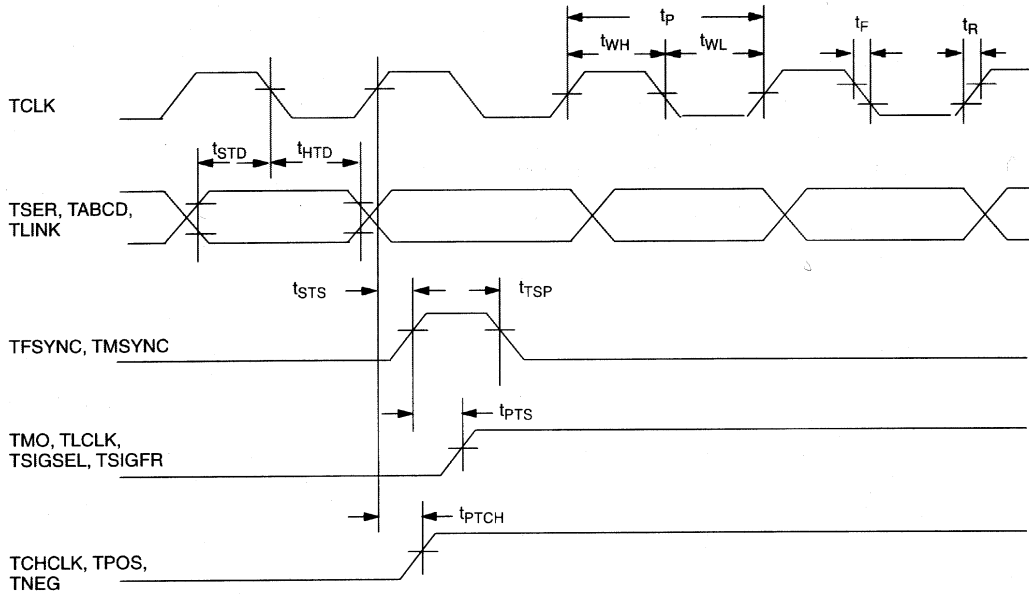 tP
tF
tR
tWH
tWL
TCLK
tSTD
tHTD
TSER, TABCD,
TLINK
tSTS
tTSP
TFSYNC, TMSYNC
tPTS
TMO, TLCLK,
TSIGSEL, TSIGFR
tPTCH
TCHCLK, TPOS,
TNEG